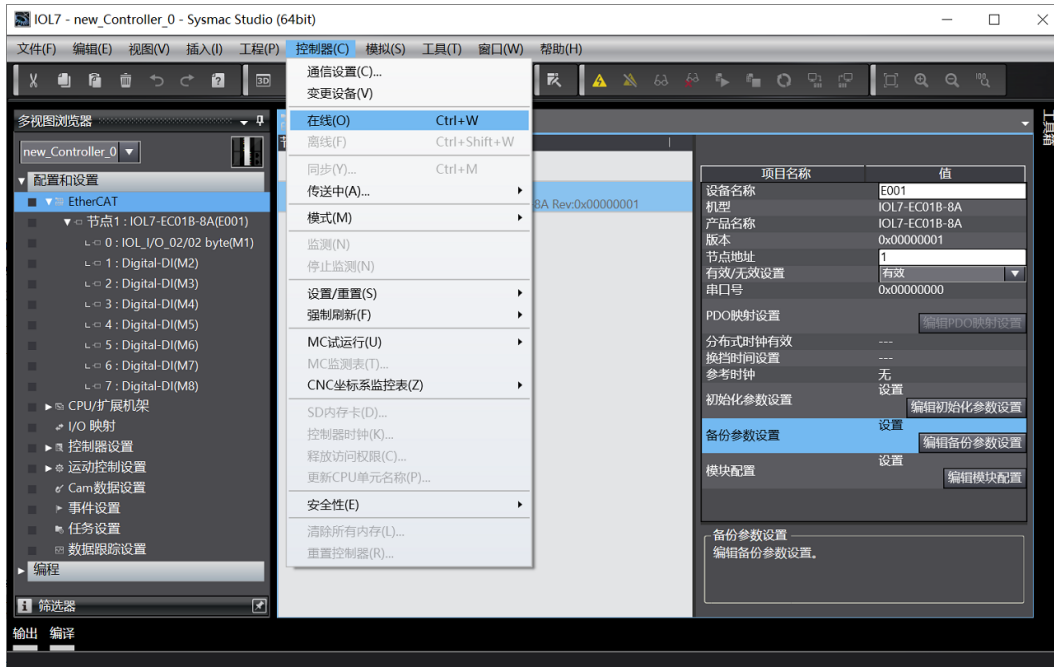 IOL7 - new_Controller_0 - Sysmac Studio (64bit)
文件(F) 编辑(E) 视图(V) 插入(I) 工程(P) 控制器(C) 模拟(S) 工具(T) 窗口(W) 帮助(H)
3D
100%
通信设置(C)...
变更设备(V)
在线(O) Ctrl+W
离线(F) Ctrl+Shift+W
同步(Y)... Ctrl+M
传送中(A)...
模式(M)
监测(N)
停止监测(N)
设置/重置(S)
强制刷新(F)
MC试运行(U)
MC监测表(T)...
CNC坐标系监控表(Z)
SD内存卡(D)...
控制器时钟(K)...
释放访问权限(C)...
更新CPU单元名称(P)...
安全性(E)
清除所有内存(L)...
重置控制器(R)...
多视图浏览器
new_Controller_0
配置和设置
EtherCAT
节点1 : IOL7-EC01B-8A(E001)
0 : IOL_I/O_02/02 byte(M1)
1 : Digital-DI(M2)
2 : Digital-DI(M3)
3 : Digital-DI(M4)
4 : Digital-DI(M5)
5 : Digital-DI(M6)
6 : Digital-DI(M7)
7 : Digital-DI(M8)
CPU/扩展机架
I/O 映射
控制器设置
运动控制设置
Cam数据设置
事件设置
任务设置
数据跟踪设置
编程
筛选器
8A Rev:0x00000001
工具箱
项目名称 值
设备名称 E001
机型 IOL7-EC01B-8A
产品名称 IOL7-EC01B-8A
版本 0x00000001
节点地址 1
有效/无效设置 有效
串口号 0x00000000
PDO映射设置 编辑PDO映射设置
分布式时钟有效 ---
换挡时间设置 ---
参考时钟 无
初始化参数设置 设置
编辑初始化参数设置
备份参数设置 设置
编辑备份参数设置
模块配置 设置
编辑模块配置
备份参数设置
编辑备份参数设置。
输出 编译